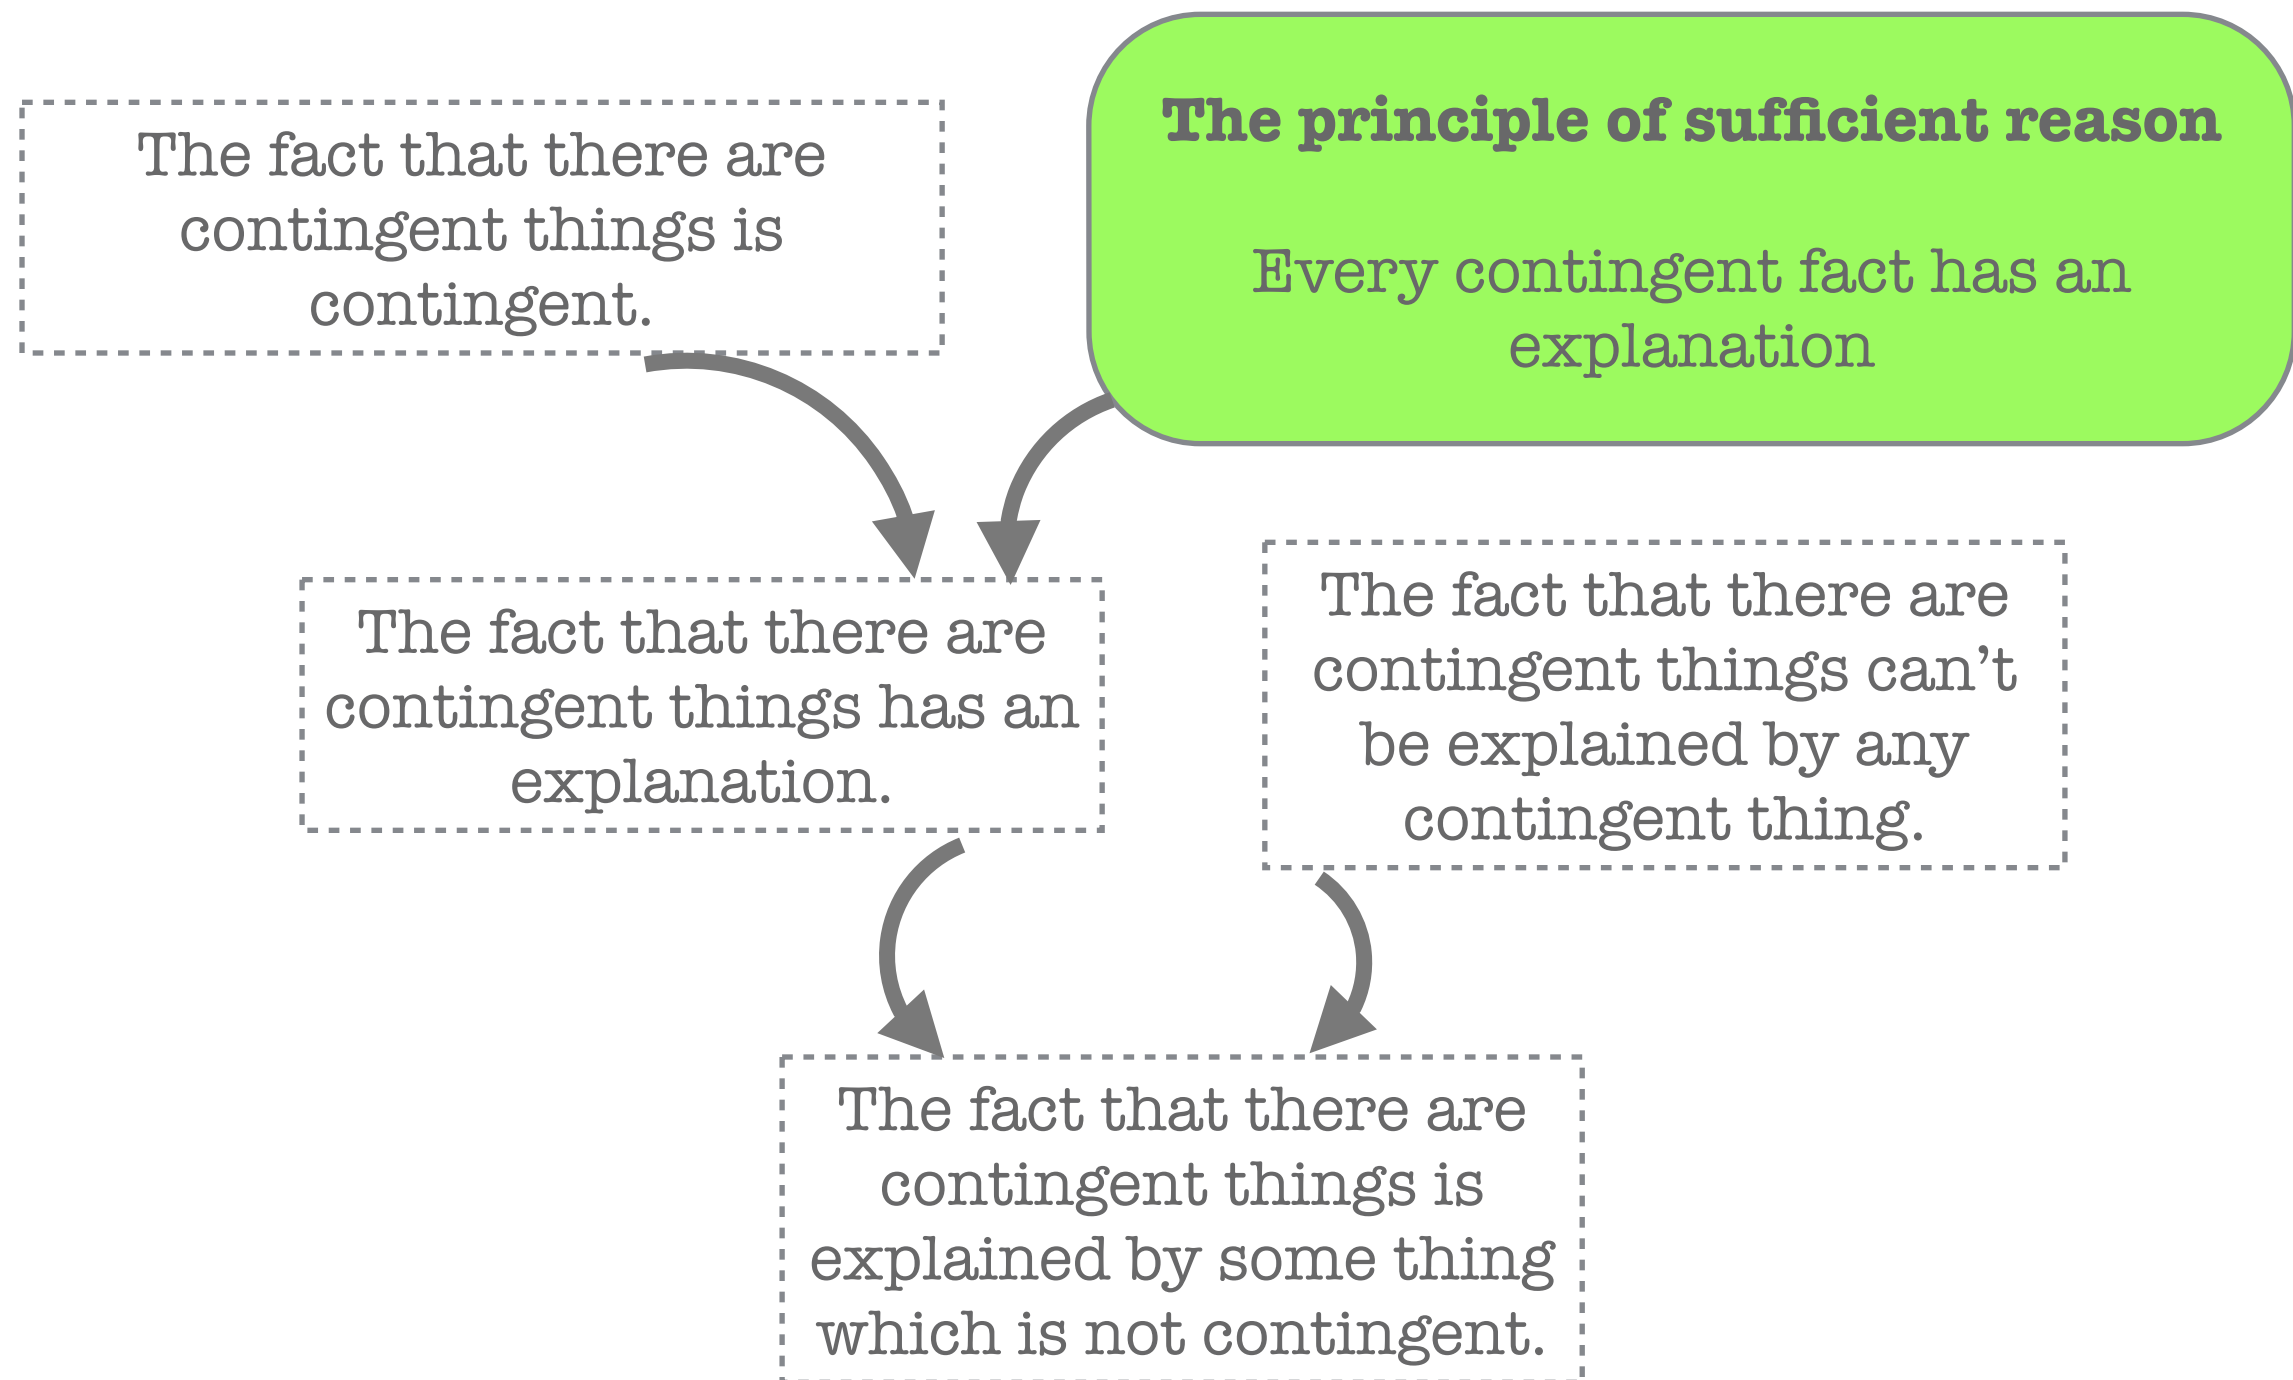 The fact that there are
contingent things is
contingent.
The principle of sufficient reason
Every contingent fact has an
explanation
The fact that there are
contingent things has an
explanation.
The fact that there are
contingent things can’t
be explained by any
contingent thing.
The fact that there are
contingent things is
explained by some thing
which is not contingent.